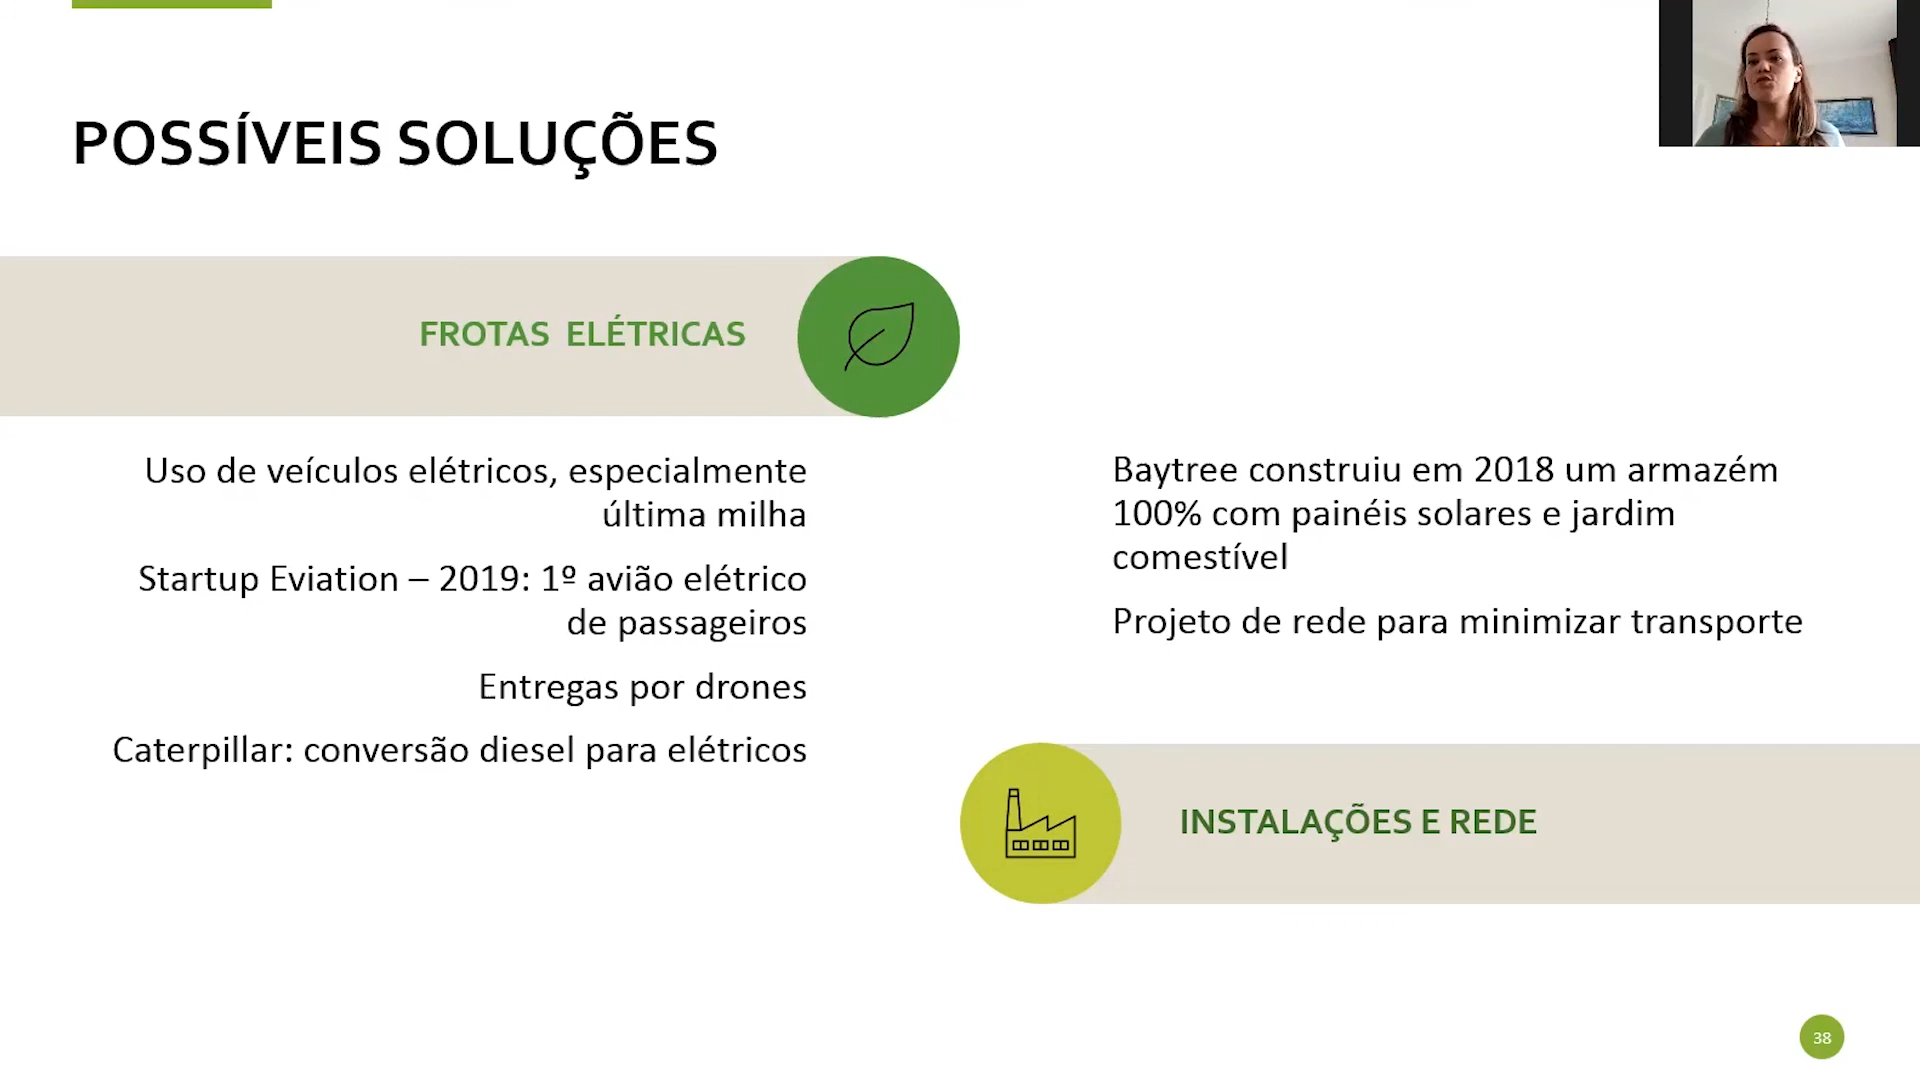 POSSÍVEIS SOLUÇÕES
FROTAS ELÉTRICAS
Uso de veículos elétricos, especialmente
última milha
Startup Eviation – 2019: 1º avião elétrico
de passageiros
Entregas por drones
Caterpillar: conversão diesel para elétricos
Baytree construiu em 2018 um armazém
100% com painéis solares e jardim
comestível
Projeto de rede para minimizar transporte
INSTALAÇÕES E REDE
38